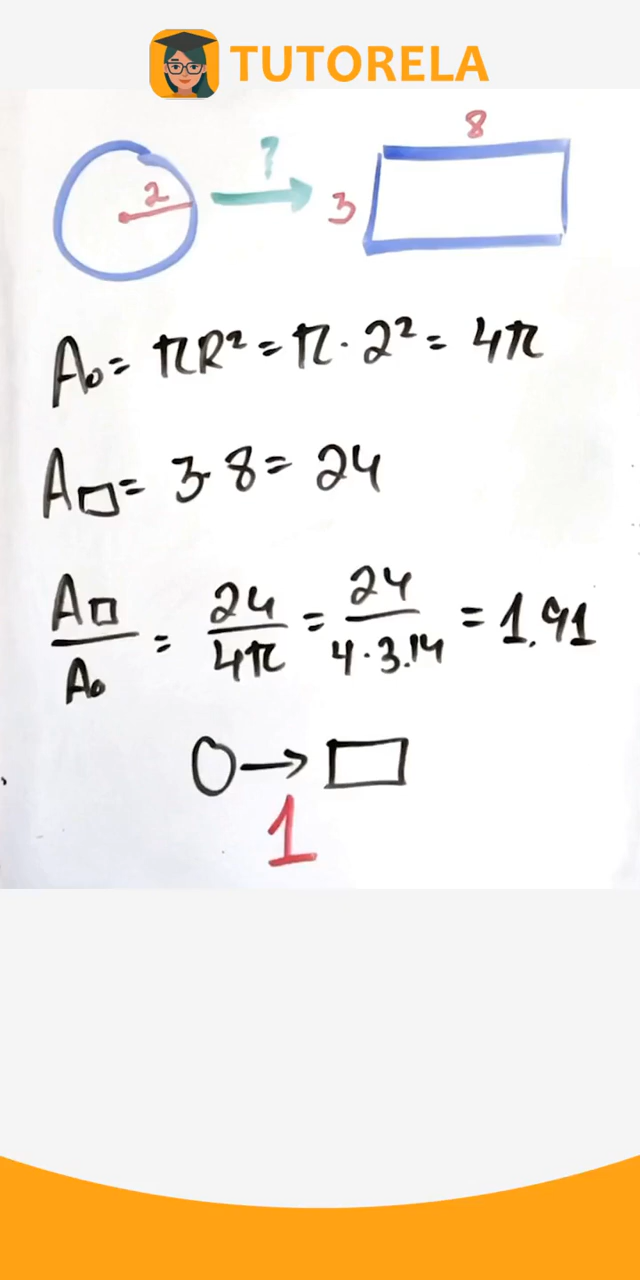 TUTORELA
8
?
2
3
A○ = πR² = π · 2² = 4π
A▭ = 3 · 8 = 24
A▭/A○ = 24/4π = 24/4 · 3.14 = 1.91
○ → ▭
1